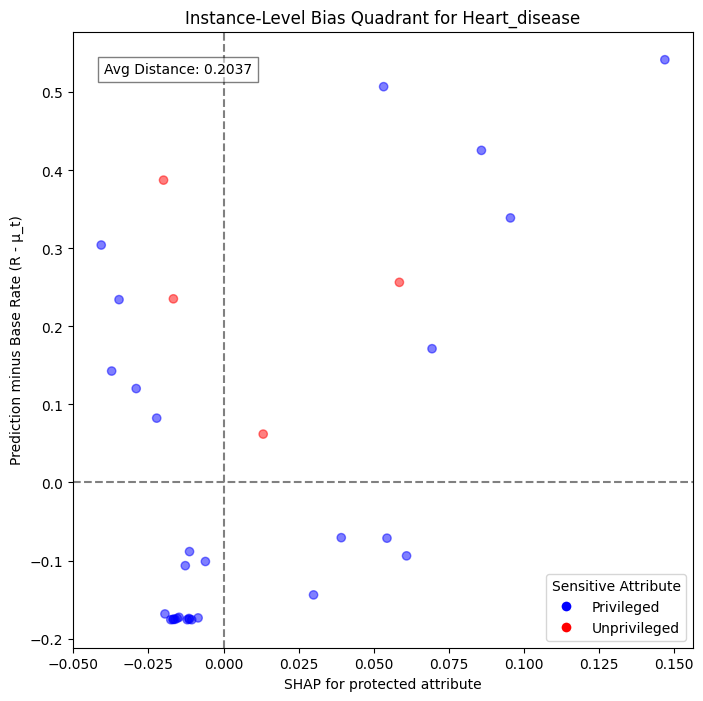 Instance-Level Bias Quadrant for Heart_disease
Avg Distance: 0.2037
Prediction minus Base Rate (R - μ_t)
0.5
0.4
0.3
0.2
0.1
0.0
−0.1
−0.2
Sensitive Attribute
Privileged
Unprivileged
−0.050 −0.025 0.000 0.025 0.050 0.075 0.100 0.125 0.150
SHAP for protected attribute